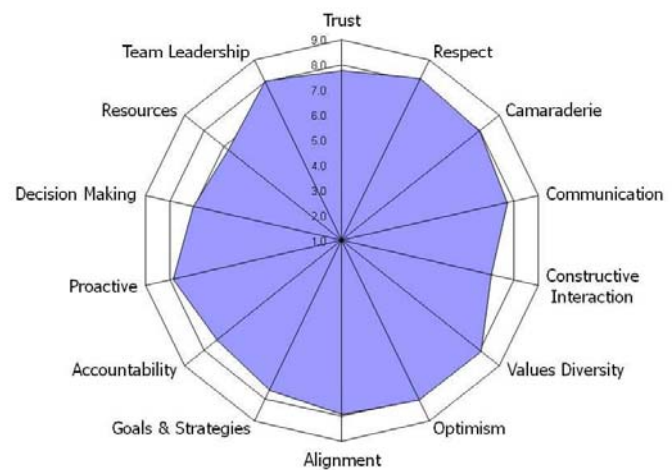 Trust
Team Leadership
Respect
Resources
Camaraderie
Decision Making
Communication
Proactive
Constructive
Interaction
Accountability
Values Diversity
Goals & Strategies
Optimism
Alignment
9.0
8.0
7.0
6.0
5.0
4.0
3.0
2.0
1.0